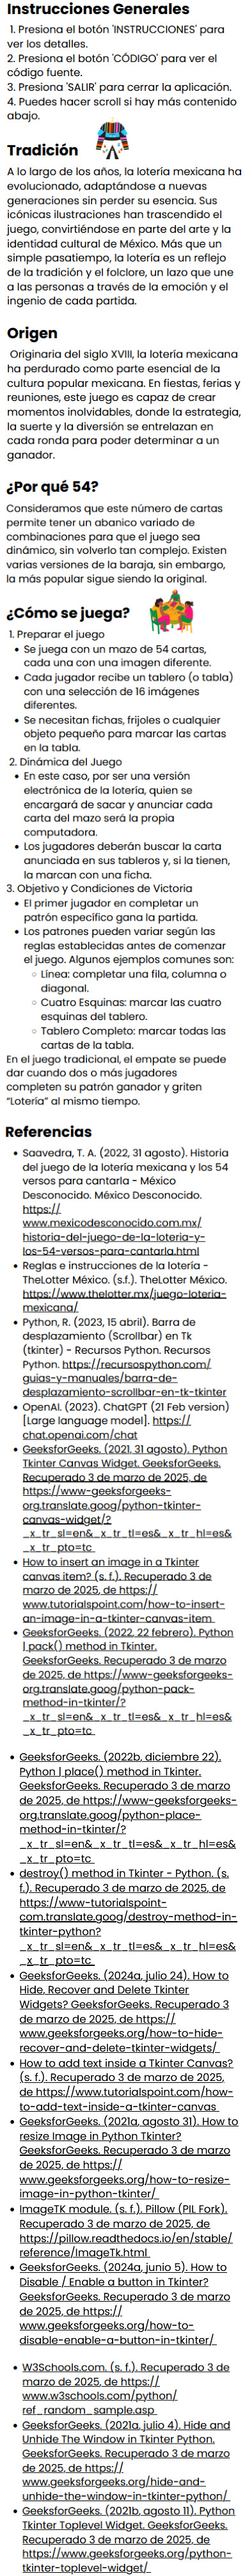 Instrucciones Generales
1. Presiona el botón 'INSTRUCCIONES' para
ver los detalles.
2. Presiona el botón 'CÓDIGO' para ver el
código fuente.
3. Presiona 'SALIR' para cerrar la aplicación.
4. Puedes hacer scroll si hay más contenido
abajo.
Tradición
A lo largo de los años, la lotería mexicana ha
evolucionado, adaptándose a nuevas
generaciones sin perder su esencia. Sus
icónicas ilustraciones han trascendido el
juego, convirtiéndose en parte del arte y la
identidad cultural de México. Más que un
simple pasatiempo, la lotería es un reflejo
de la tradición y el folclore, un lazo que une
a las personas a través de la emoción y el
ingenio de cada partida.
Origen
Originaria del siglo XVIII, la lotería mexicana
ha perdurado como parte esencial de la
cultura popular mexicana. En fiestas, ferias y
reuniones, este juego es capaz de crear
momentos inolvidables, donde la estrategia,
la suerte y la diversión se entrelazan en
cada ronda para poder determinar a un
ganador.
¿Por qué 54?
Consideramos que este número de cartas
permite tener un abanico variado de
combinaciones para que el juego sea
dinámico, sin volverlo tan complejo. Existen
varias versiones de la baraja, sin embargo,
la más popular sigue siendo la original.
¿Cómo se juega?
1. Preparar el juego
• Se juega con un mazo de 54 cartas,
cada una con una imagen diferente.
• Cada jugador recibe un tablero (o tabla)
con una selección de 16 imágenes
diferentes.
• Se necesitan fichas, frijoles o cualquier
objeto pequeño para marcar las cartas
en la tabla.
2. Dinámica del Juego
• En este caso, por ser una versión
electrónica de la lotería, quien se
encargará de sacar y anunciar cada
carta del mazo será la propia
computadora.
• Los jugadores deberán buscar la carta
anunciada en sus tableros y, si la tienen,
la marcan con una ficha.
3. Objetivo y Condiciones de Victoria
• El primer jugador en completar un
patrón específico gana la partida.
• Los patrones pueden variar según las
reglas establecidas antes de comenzar
el juego. Algunos ejemplos comunes son:
○ Línea: completar una fila, columna o
diagonal.
○ Cuatro Esquinas: marcar las cuatro
esquinas del tablero.
○ Tablero Completo: marcar todas las
cartas de la tabla.
En el juego tradicional, el empate se puede
dar cuando dos o más jugadores
completen su patrón ganador y griten
“Lotería” al mismo tiempo.
Referencias
• Saavedra, T. A. (2022, 31 agosto). Historia
del juego de la lotería mexicana y los 54
versos para cantarla - México
Desconocido. México Desconocido.
https://
www.mexicodesconocido.com.mx/
historia-del-juego-de-la-loteria-y-
los-54-versos-para-cantarla.html
• Reglas e instrucciones de la lotería -
TheLotter México. (s.f.). TheLotter México.
https://www.thelotter.mx/juego-loteria-
mexicana/
• Python, R. (2023, 15 abril). Barra de
desplazamiento (Scrollbar) en Tk
(tkinter) - Recursos Python. Recursos
Python. https://recursospython.com/
guias-y-manuales/barra-de-
desplazamiento-scrollbar-en-tk-tkinter
• OpenAI. (2023). ChatGPT (21 Feb version)
[Large language model]. https://
chat.openai.com/chat
• GeeksforGeeks. (2021, 31 agosto). Python
Tkinter Canvas Widget. GeeksforGeeks.
Recuperado 3 de marzo de 2025, de
https://www-geeksforgeeks-
org.translate.goog/python-tkinter-
canvas-widget/?
_x_tr_sl=en&_x_tr_tl=es&_x_tr_hl=es&
_x_tr_pto=tc
• How to insert an image in a Tkinter
canvas item? (s. f.). Recuperado 3 de
marzo de 2025, de https://
www.tutorialspoint.com/how-to-insert-
an-image-in-a-tkinter-canvas-item
• GeeksforGeeks. (2022, 22 febrero). Python
| pack() method in Tkinter.
GeeksforGeeks. Recuperado 3 de marzo
de 2025, de https://www-geeksforgeeks-
org.translate.goog/python-pack-
method-in-tkinter/?
_x_tr_sl=en&_x_tr_tl=es&_x_tr_hl=es&
_x_tr_pto=tc
• GeeksforGeeks. (2022b, diciembre 22).
Python | place() method in Tkinter.
GeeksforGeeks. Recuperado 3 de marzo
de 2025, de https://www-geeksforgeeks-
org.translate.goog/python-place-
method-in-tkinter/?
_x_tr_sl=en&_x_tr_tl=es&_x_tr_hl=es&
_x_tr_pto=tc
• destroy() method in Tkinter - Python. (s.
f.). Recuperado 3 de marzo de 2025, de
https://www-tutorialspoint-
com.translate.goog/destroy-method-in-
tkinter-python?
_x_tr_sl=en&_x_tr_tl=es&_x_tr_hl=es&
_x_tr_pto=tc
• GeeksforGeeks. (2024a, julio 24). How to
Hide, Recover and Delete Tkinter
Widgets? GeeksforGeeks. Recuperado 3
de marzo de 2025, de https://
www.geeksforgeeks.org/how-to-hide-
recover-and-delete-tkinter-widgets/
• How to add text inside a Tkinter Canvas?
(s. f.). Recuperado 3 de marzo de 2025,
de https://www.tutorialspoint.com/how-
to-add-text-inside-a-tkinter-canvas
• GeeksforGeeks. (2021a, agosto 31). How to
resize Image in Python Tkinter?
GeeksforGeeks. Recuperado 3 de marzo
de 2025, de https://
www.geeksforgeeks.org/how-to-resize-
image-in-python-tkinter/
• ImageTK module. (s. f.). Pillow (PIL Fork).
Recuperado 3 de marzo de 2025, de
https://pillow.readthedocs.io/en/stable/
reference/ImageTk.html
• GeeksforGeeks. (2024a, junio 5). How to
Disable / Enable a button in Tkinter?
GeeksforGeeks. Recuperado 3 de marzo
de 2025, de https://
www.geeksforgeeks.org/how-to-
disable-enable-a-button-in-tkinter/
• W3Schools.com. (s. f.). Recuperado 3 de
marzo de 2025, de https://
www.w3schools.com/python/
ref_random_sample.asp
• GeeksforGeeks. (2021a, julio 4). Hide and
Unhide The Window in Tkinter Python.
GeeksforGeeks. Recuperado 3 de marzo
de 2025, de https://
www.geeksforgeeks.org/hide-and-
unhide-the-window-in-tkinter-python/
• GeeksforGeeks. (2021b, agosto 11). Python
Tkinter Toplevel Widget. GeeksforGeeks.
Recuperado 3 de marzo de 2025, de
https://www.geeksforgeeks.org/python-
tkinter-toplevel-widget/